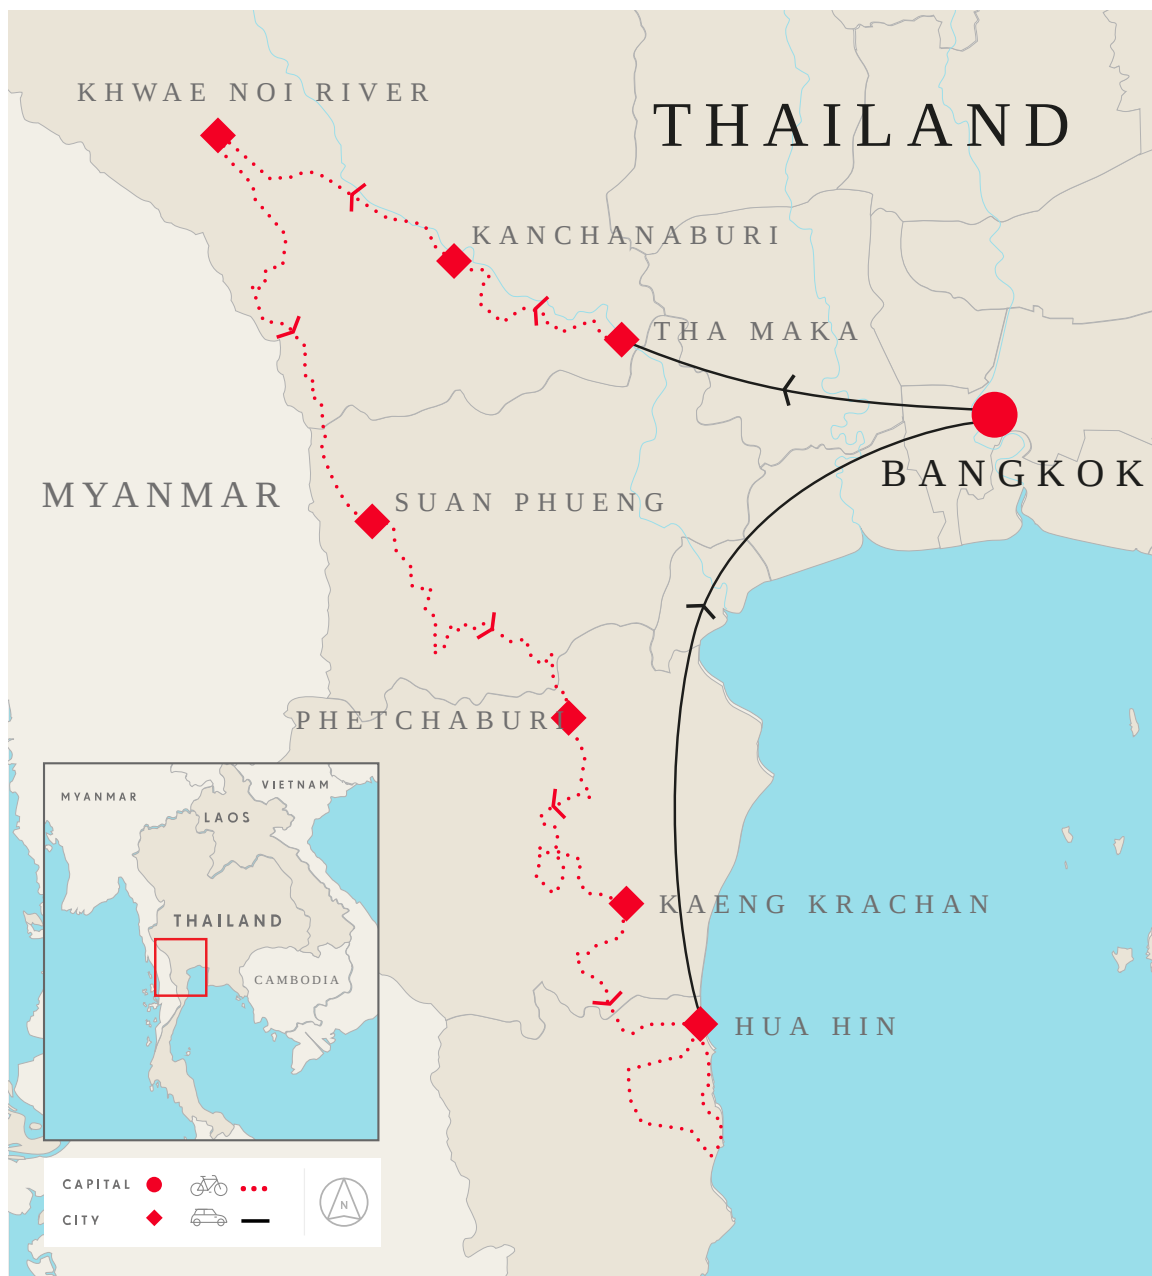 KHWAE NOI RIVER
THAILAND
KANCHANABURI
THA MAKA
BANGKOK
MYANMAR
SUAN PHUENG
PHETCHABURI
MYANMAR
VIETNAM
LAOS
THAILAND
CAMBODIA
KAENG KRACHAN
HUA HIN
CAPITAL
CITY
N